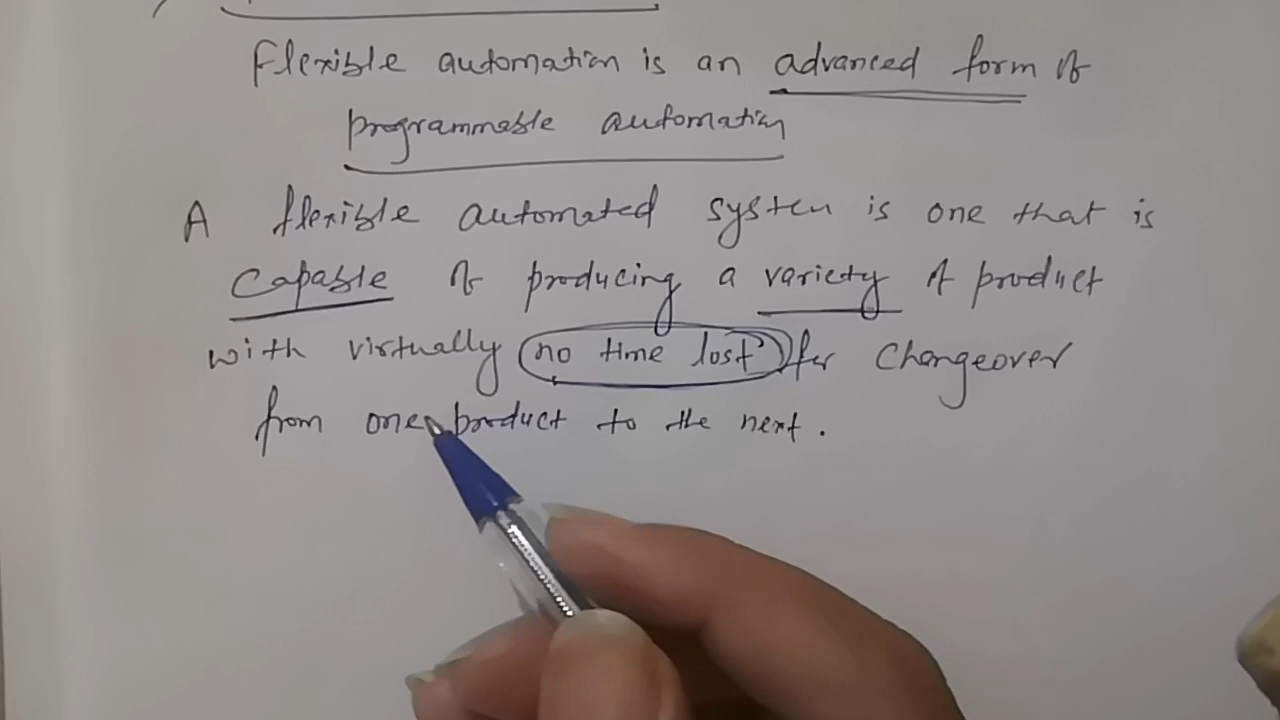 Flexible automation is an advanced form of
programmable automation
A flexible automated system is one that is
Capable of producing a variety of product
with virtually no time lost for changeover
from one product to the next.